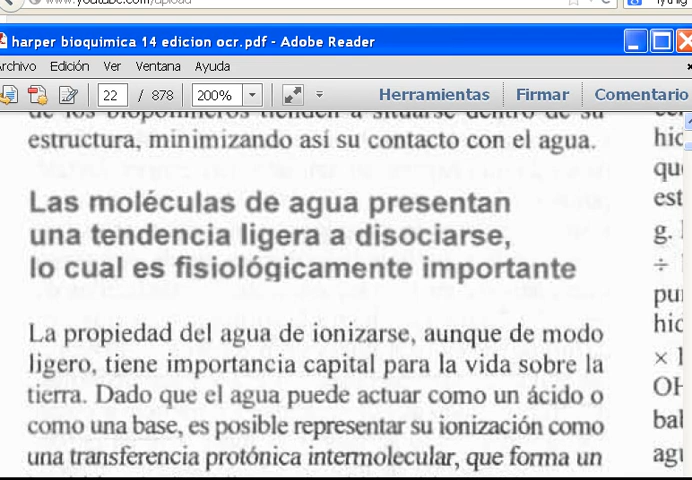 www.youtube.com/upload
harper bioquimica 14 edicion ocr.pdf - Adobe Reader
Edición Ver Ventana Ayuda
22 / 878 200% Herramientas Firmar Comentario
de los biopolímeros tienden a situarse dentro de su
estructura, minimizando así su contacto con el agua.
Las moléculas de agua presentan
una tendencia ligera a disociarse,
lo cual es fisiológicamente importante
La propiedad del agua de ionizarse, aunque de modo
ligero, tiene importancia capital para la vida sobre la
tierra. Dado que el agua puede actuar como un ácido o
como una base, es posible representar su ionización como
una transferencia protónica intermolecular, que forma un
hid
est
g.
÷
× 1